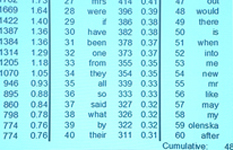 27 mrs 414 0.41 47 out
1669 1.64 28 were 396 0.39 48 would
1422 1.40 29 if 386 0.38 49 there
1387 1.36 30 have 382 0.38 50 is
1384 1.36 31 been 378 0.37 51 when
1314 1.29 32 one 373 0.37 52 into
1205 1.18 33 from 355 0.35 53 me
1070 1.05 34 they 354 0.35 54 new
946 0.93 35 all 339 0.33 55 mr
895 0.88 36 so 333 0.33 56 like
860 0.84 37 said 327 0.32 57 may
798 0.78 38 what 326 0.32 58 my
774 0.76 39 by 322 0.32 59 olenska
774 0.76 40 their 311 0.31 60 after
Cumulative: 48